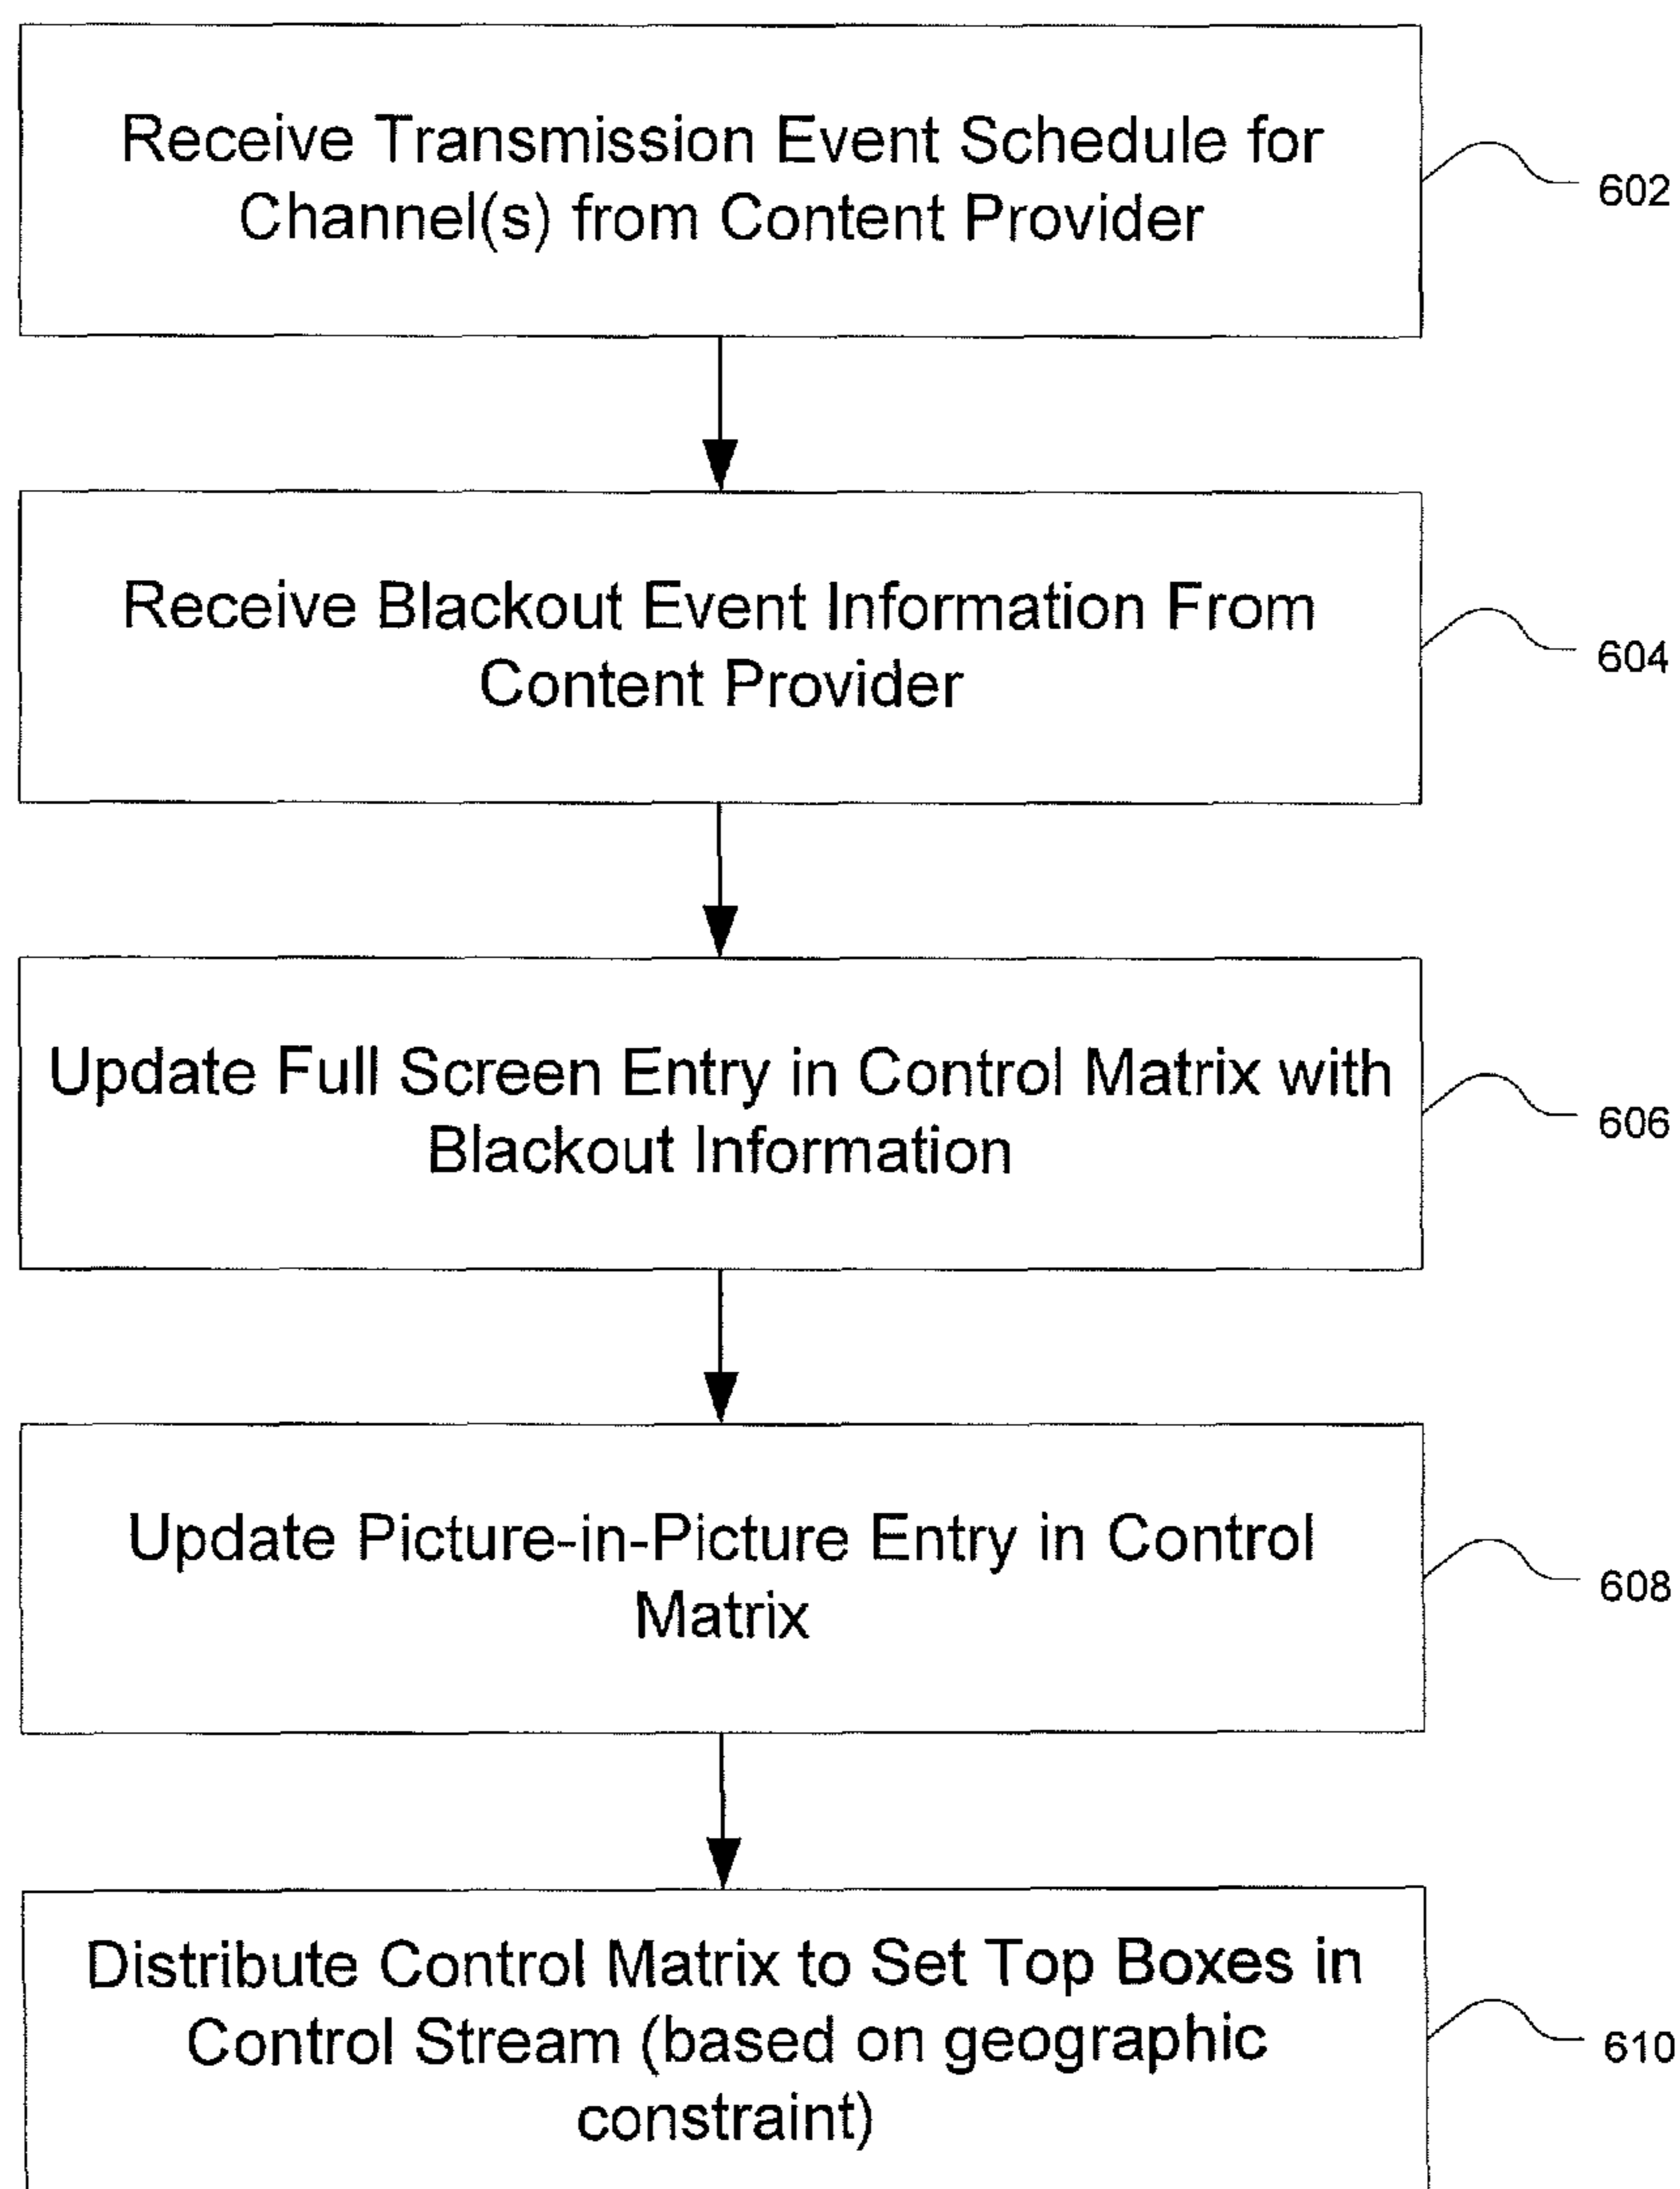 Receive Transmission Event Schedule for
Channel(s) from Content Provider
602
Receive Blackout Event Information From
Content Provider
604
Update Full Screen Entry in Control Matrix with
Blackout Information
606
Update Picture-in-Picture Entry in Control
Matrix
608
Distribute Control Matrix to Set Top Boxes in
Control Stream (based on geographic
constraint)
610